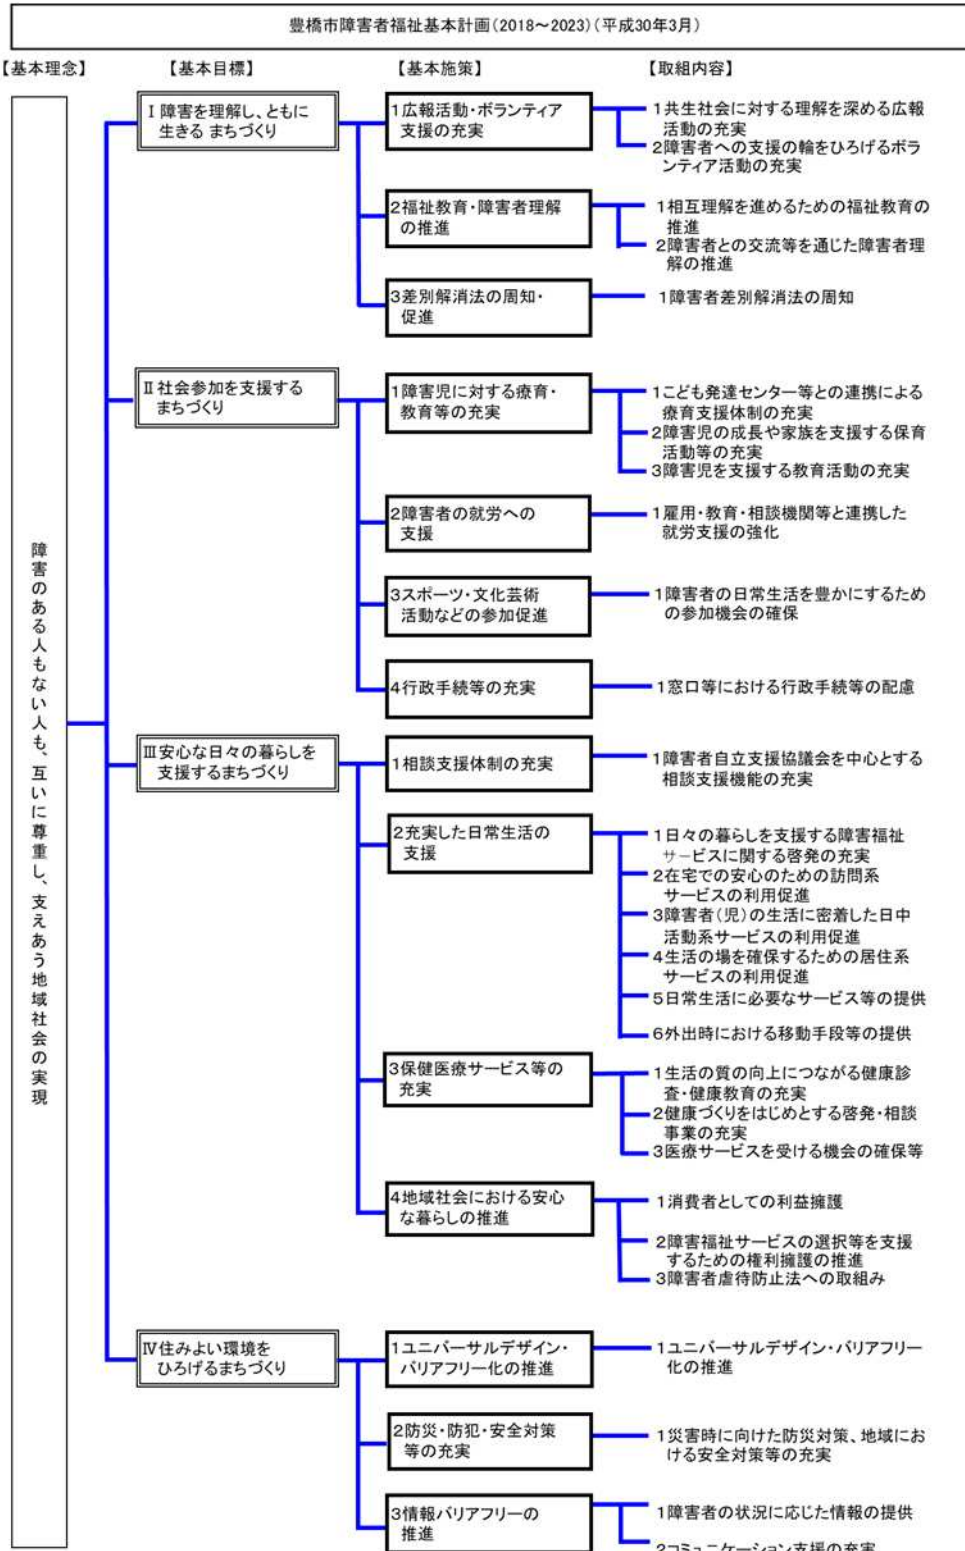 豊橋市障害者福祉基本計画(2018～2023)(平成30年3月)
【基本理念】
【基本目標】
【基本施策】
【取組内容】
障害のある人もない人も、互いに尊重し、支えあう地域社会の実現
Ⅰ障害を理解し、ともに
生きる まちづくり
1広報活動・ボランティア
支援の充実
1共生社会に対する理解を深める広報
活動の充実
2障害者への支援の輪をひろげるボラ
ンティア活動の充実
2福祉教育・障害者理解
の推進
1相互理解を進めるための福祉教育の
推進
2障害者との交流等を通じた障害者理
解の推進
3差別解消法の周知・
促進
1障害者差別解消法の周知
Ⅱ社会参加を支援する
まちづくり
1障害児に対する療育・
教育等の充実
1こども発達センター等との連携による
療育支援体制の充実
2障害児の成長や家族を支援する保育
活動等の充実
3障害児を支援する教育活動の充実
2障害者の就労への
支援
1雇用・教育・相談機関等と連携した
就労支援の強化
3スポーツ・文化芸術
活動などの参加促進
1障害者の日常生活を豊かにするため
の参加機会の確保
4行政手続等の充実
1窓口等における行政手続等の配慮
Ⅲ安心な日々の暮らしを
支援するまちづくり
1相談支援体制の充実
1障害者自立支援協議会を中心とする
相談支援機能の充実
2充実した日常生活の
支援
1日々の暮らしを支援する障害福祉
サービスに関する啓発の充実
2在宅での安心のための訪問系
サービスの利用促進
3障害者(児)の生活に密着した日中
活動系サービスの利用促進
4生活の場を確保するための居住系
サービスの利用促進
5日常生活に必要なサービス等の提供
6外出時における移動手段等の提供
3保健医療サービス等の
充実
1生活の質の向上につながる健康診
査・健康教育の充実
2健康づくりをはじめとする啓発・相談
事業の充実
3医療サービスを受ける機会の確保等
4地域社会における安心
な暮らしの推進
1消費者としての利益擁護
2障害福祉サービスの選択等を支援
するための権利擁護の推進
3障害者虐待防止法への取組み
Ⅳ住みよい環境を
ひろげるまちづくり
1ユニバーサルデザイン・
バリアフリー化の推進
1ユニバーサルデザイン・バリアフリー
化の推進
2防災・防犯・安全対策
等の充実
1災害時に向けた防災対策、地域にお
ける安全対策等の充実
3情報バリアフリーの
推進
1障害者の状況に応じた情報の提供
2コミュニケーション支援の充実